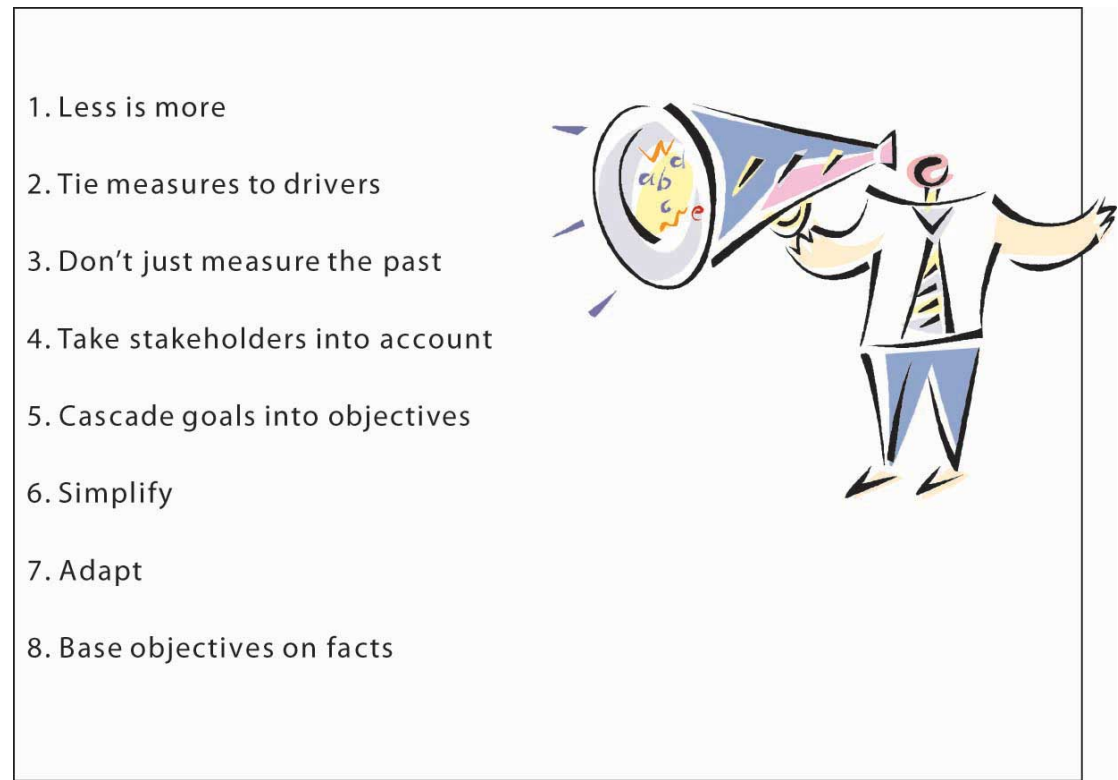 1. Less is more
2. Tie measures to drivers
3. Don’t just measure the past
4. Take stakeholders into account
5. Cascade goals into objectives
6. Simplify
7. Adapt
8. Base objectives on facts
w d
a b
c
w e